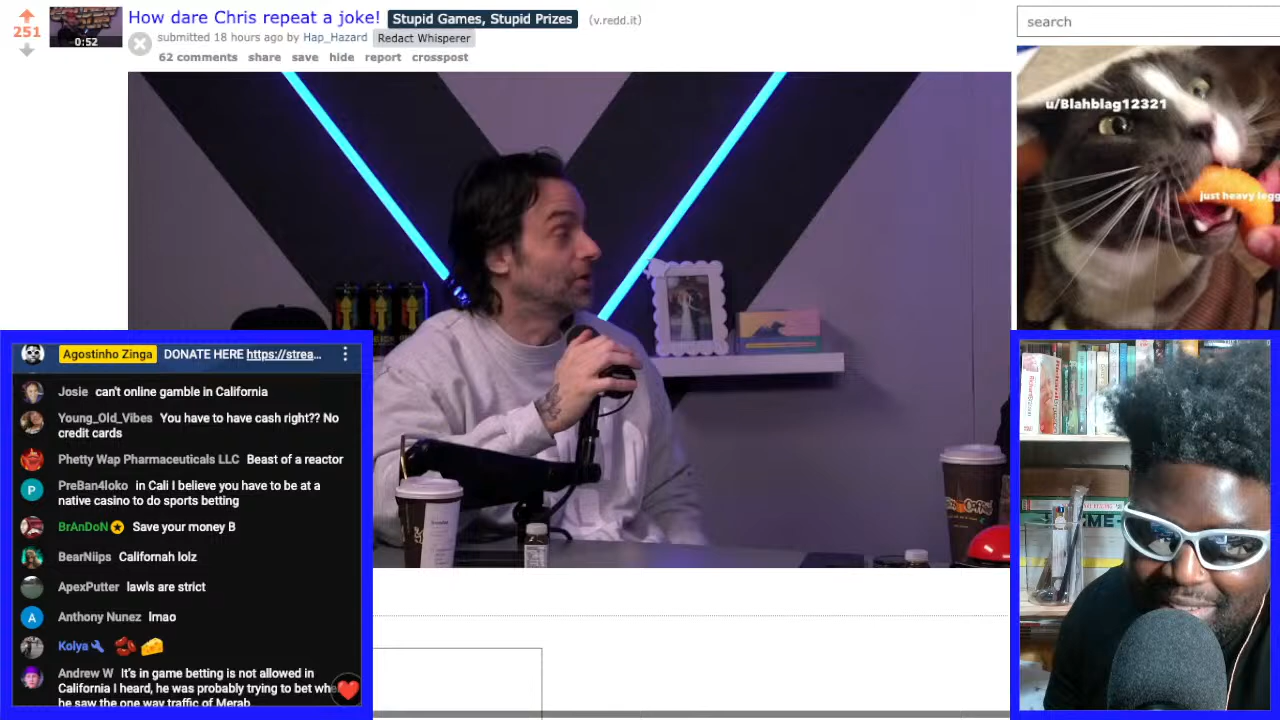 How dare Chris repeat a joke! Stupid Games, Stupid Prizes (v.redd.it)
251
0:52
submitted 18 hours ago by Hap_Hazard Redact Whisperer
62 comments share save hide report crosspost
search
u/Blahblag12321
just heavy legg
Agostinho Zinga DONATE HERE https://strea...
Josie can't online gamble in California
Young_Old_Vibes You have to have cash right?? No
credit cards
Phetty Wap Pharmaceuticals LLC Beast of a reactor
P
PreBan4loko in Cali I believe you have to be at a
native casino to do sports betting
BrAnDoN Save your money B
BearNiips Californah lolz
ApexPutter lawls are strict
A
Anthony Nunez lmao
Kolya
Andrew W It's in game betting is not allowed in
California I heard, he was probably trying to bet whe
he saw the one way traffic of Merab